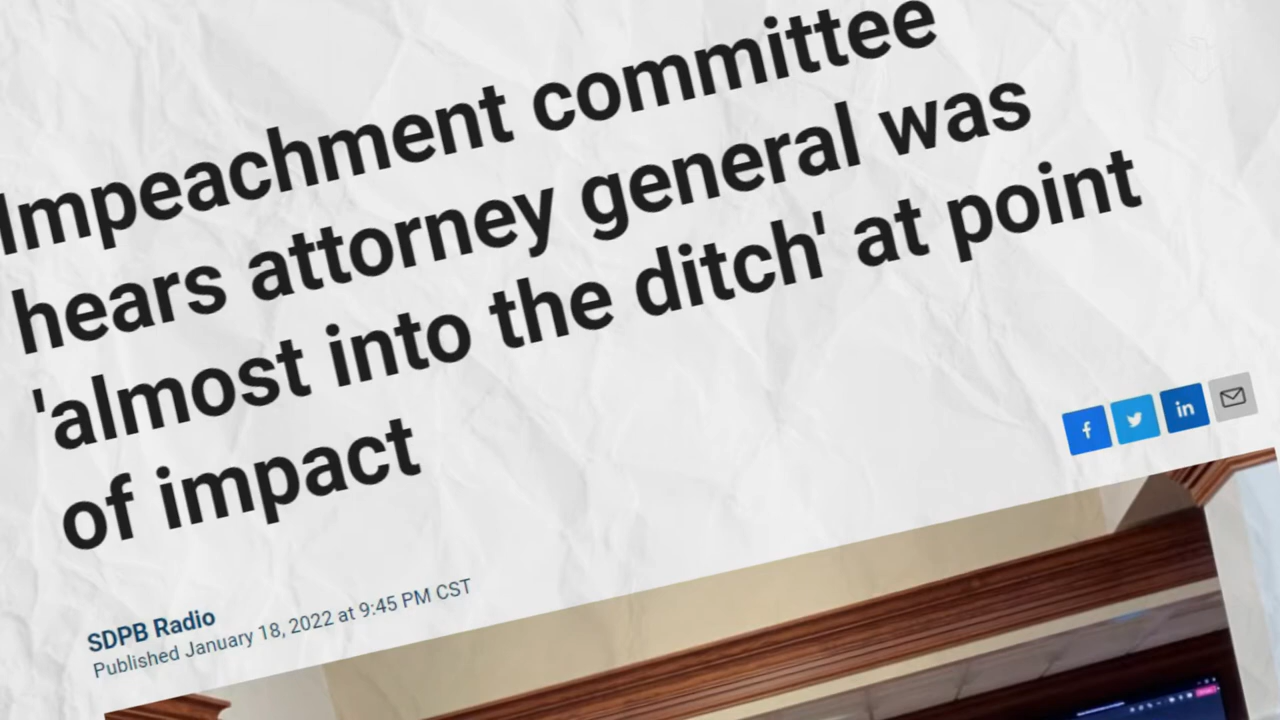 Impeachment committee
hears attorney general was
'almost into the ditch' at point
of impact
SDPB Radio
Published January 18, 2022 at 9:45 PM CST